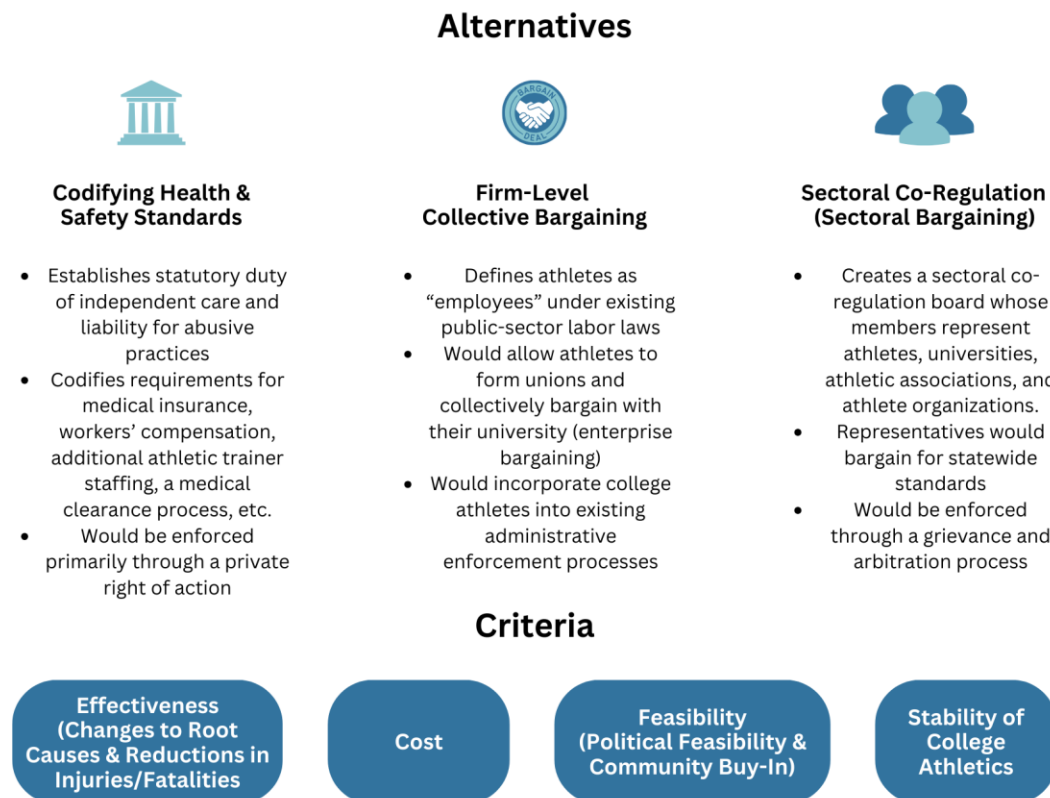 Alternatives
BARGAIN
DEAL
Codifying Health &
Safety Standards
Establishes statutory duty
of independent care and
liability for abusive
practices
Codifies requirements for
medical insurance,
workers' compensation,
additional athletic trainer
staffing, a medical
clearance process, etc.
Would be enforced
primarily through a private
right of action
Firm-Level
Collective Bargaining
Defines athletes as
“employees” under existing
public-sector labor laws
Would allow athletes to
form unions and
collectively bargain with
their university (enterprise
bargaining)
Would incorporate college
athletes into existing
administrative
enforcement processes
Sectoral Co-Regulation
(Sectoral Bargaining)
Creates a sectoral co-
regulation board whose
members represent
athletes, universities,
athletic associations, and
athlete organizations.
Representatives would
bargain for statewide
standards
Would be enforced
through a grievance and
arbitration process
Criteria
Effectiveness
(Changes to Root
Causes & Reductions in
Injuries/Fatalities
Cost
Feasibility
(Political Feasibility &
Community Buy-In)
Stability of
College
Athletics